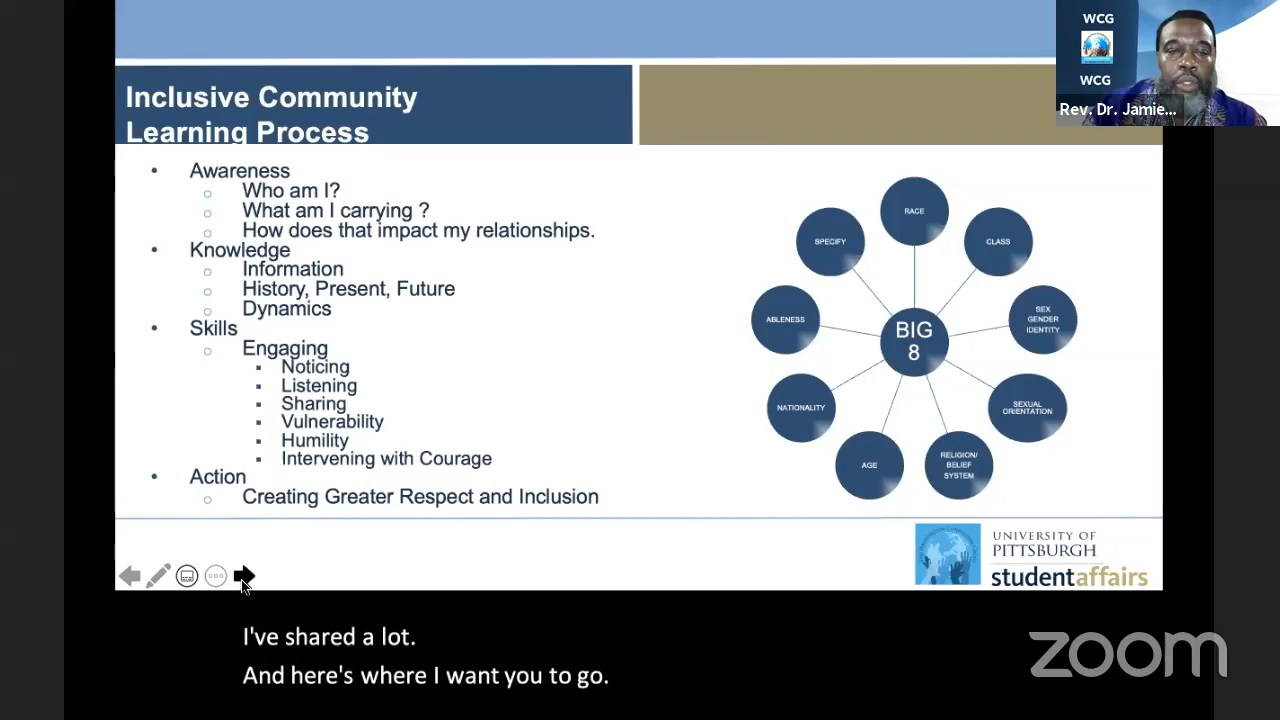 WCG
WCG
Rev. Dr. Jamie...
Inclusive Community
Learning Process
• Awareness
○ Who am I?
○ What am I carrying ?
○ How does that impact my relationships.
• Knowledge
○ Information
○ History, Present, Future
○ Dynamics
• Skills
○ Engaging
▪ Noticing
▪ Listening
▪ Sharing
▪ Vulnerability
▪ Humility
▪ Intervening with Courage
• Action
○ Creating Greater Respect and Inclusion
BIG
8
RACE
CLASS
SEX
GENDER
IDENTITY
SEXUAL
ORIENTATION
RELIGION/
BELIEF
SYSTEM
AGE
NATIONALITY
ABLENESS
SPECIFY
UNIVERSITY OF
PITTSBURGH
studentaffairs
I've shared a lot.
And here's where I want you to go.
zoom